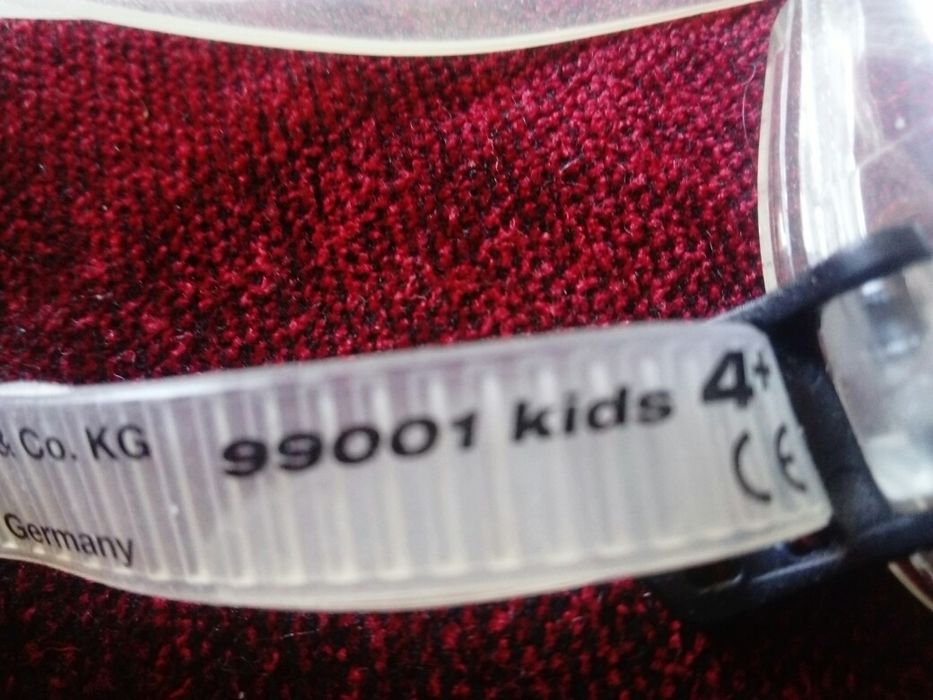 & Co. KG
Germany
99001 kids 4+
CE